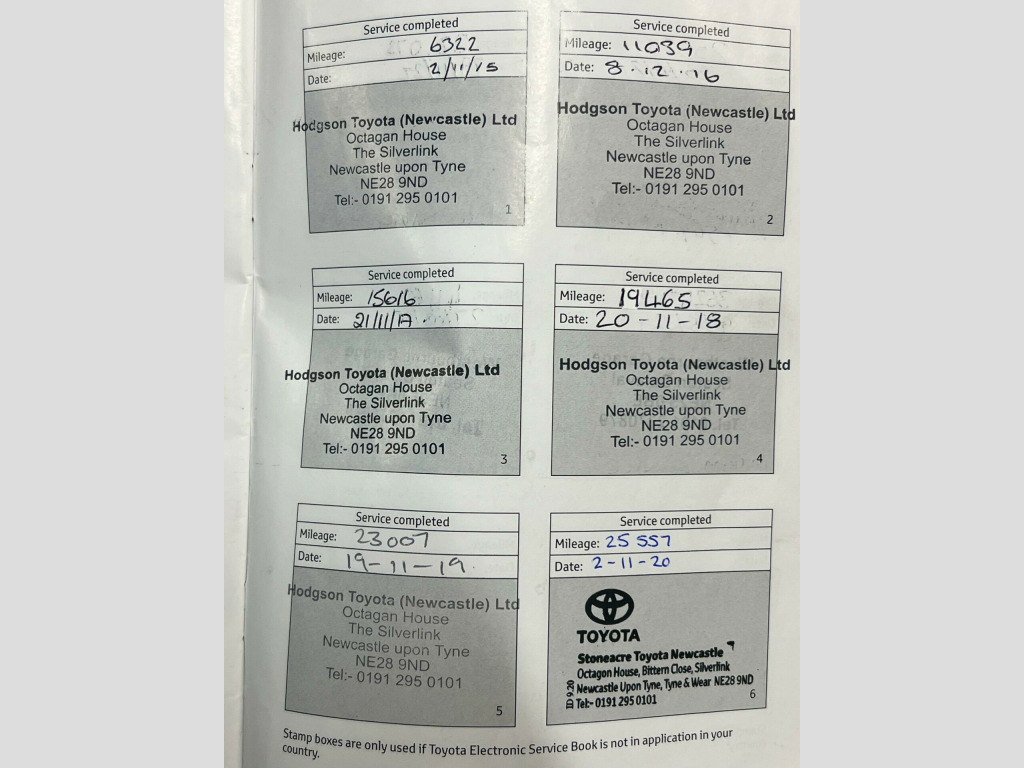 Service completed
Mileage: 6322
Date: 2/11/15
Hodgson Toyota (Newcastle) Ltd
Octagan House
The Silverlink
Newcastle upon Tyne
NE28 9ND
Tel:- 0191 295 0101
1
Service completed
Mileage: 11039
Date: 8.12.16
Hodgson Toyota (Newcastle) Ltd
Octagan House
The Silverlink
Newcastle upon Tyne
NE28 9ND
Tel:- 0191 295 0101
2
Service completed
Mileage: 15616
Date: 21/11/17.
Hodgson Toyota (Newcastle) Ltd
Octagan House
The Silverlink
Newcastle upon Tyne
NE28 9ND
Tel:- 0191 295 0101
3
Service completed
Mileage: 19465
Date: 20-11-18
Hodgson Toyota (Newcastle) Ltd
Octagan House
The Silverlink
Newcastle upon Tyne
NE28 9ND
Tel:- 0191 295 0101
4
Service completed
Mileage: 23007
Date: 19-11-19.
Hodgson Toyota (Newcastle) Ltd
Octagan House
The Silverlink
Newcastle upon Tyne
NE28 9ND
Tel:- 0191 295 0101
5
Service completed
Mileage: 25 557
Date: 2-11-20
TOYOTA
Stoneacre Toyota Newcastle
Octagon House, Bittern Close, Silverlink
Newcastle Upon Tyne, Tyne & Wear NE28 9ND
Tel:- 0191 295 0101
ID 9.20
6
Stamp boxes are only used if Toyota Electronic Service Book is not in application in your
country.